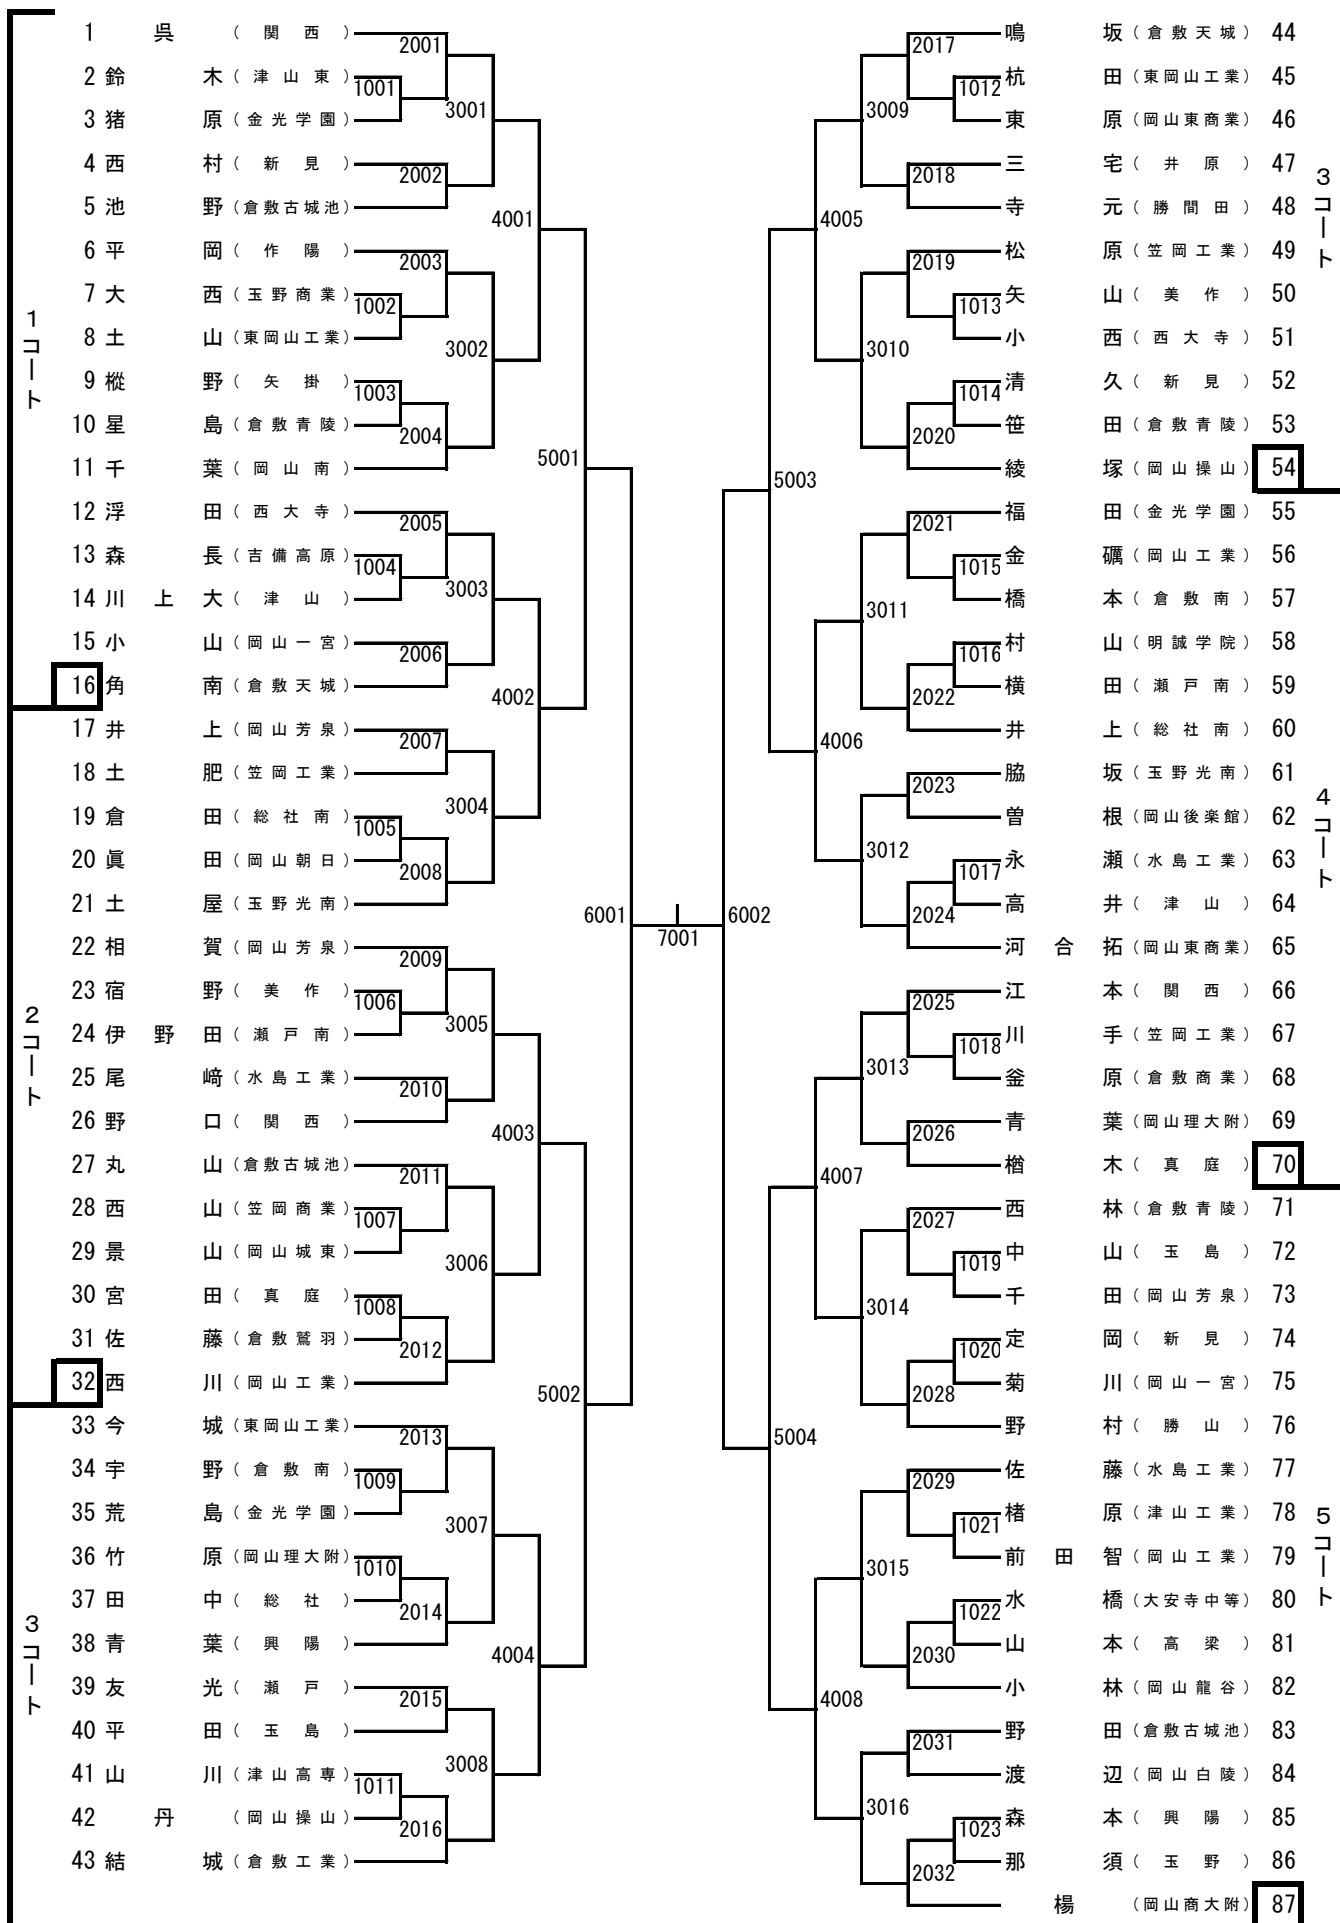 1コート
1 呉 (関西)
2 鈴木 (津山東)
3 猪原 (金光学園)
4 西村 (新見)
5 池野 (倉敷古城池)
6 平岡 (作陽)
7 大西 (玉野商業)
8 土山 (東岡山工業)
9 樅野 (矢掛)
10 星島 (倉敷青陵)
11 千葉 (岡山南)
12 浮田 (西大寺)
13 森長 (吉備高原)
14 川上大 (津山)
15 小山 (岡山一宮)
16 角南 (倉敷天城)
2コート
17 井上 (岡山芳泉)
18 土肥 (笠岡工業)
19 倉田 (総社南)
20 眞田 (岡山朝日)
21 土屋 (玉野光南)
22 相賀 (岡山芳泉)
23 宿野 (美作)
24 伊野田 (瀬戸南)
25 尾﨑 (水島工業)
26 野口 (関西)
27 丸山 (倉敷古城池)
28 西山 (笠岡商業)
29 景山 (岡山城東)
30 宮田 (真庭)
31 佐藤 (倉敷鷲羽)
32 西川 (岡山工業)
3コート
33 今城 (東岡山工業)
34 宇野 (倉敷南)
35 荒島 (金光学園)
36 竹原 (岡山理大附)
37 田中 (総社)
38 青葉 (興陽)
39 友光 (瀬戸)
40 平田 (玉島)
41 山川 (津山高専)
42 丹 (岡山操山)
43 結城 (倉敷工業)
1001
1002
1003
1004
1005
1006
1007
1008
1009
1010
1011
2001
2002
2003
2004
2005
2006
2007
2008
2009
2010
2011
2012
2013
2014
2015
2016
3001
3002
3003
3004
3005
3006
3007
3008
4001
4002
4003
4004
5001
5002
6001
7001
6002
5003
5004
4005
4006
4007
4008
3009
3010
3011
3012
3013
3014
3015
3016
2017
2018
2019
2020
2021
2022
2023
2024
2025
2026
2027
2028
2029
2030
2031
2032
1012
1013
1014
1015
1016
1017
1018
1019
1020
1021
1022
1023
鳴坂 (倉敷天城) 44
杭田 (東岡山工業) 45
東原 (岡山東商業) 46
三宅 (井原) 47
寺元 (勝間田) 48
松原 (笠岡工業) 49
矢山 (美作) 50
小西 (西大寺) 51
清久 (新見) 52
笹田 (倉敷青陵) 53
綾塚 (岡山操山) 54
3コート
福田 (金光学園) 55
金礪 (岡山工業) 56
橋本 (倉敷南) 57
村山 (明誠学院) 58
横田 (瀬戸南) 59
井上 (総社南) 60
脇坂 (玉野光南) 61
曽根 (岡山後楽館) 62
永瀬 (水島工業) 63
高井 (津山) 64
河合拓 (岡山東商業) 65
江本 (関西) 66
川手 (笠岡工業) 67
釜原 (倉敷商業) 68
青葉 (岡山理大附) 69
楢木 (真庭) 70
4コート
西林 (倉敷青陵) 71
中山 (玉島) 72
千田 (岡山芳泉) 73
定岡 (新見) 74
菊川 (岡山一宮) 75
野村 (勝山) 76
佐藤 (水島工業) 77
楮原 (津山工業) 78
前田智 (岡山工業) 79
水橋 (大安寺中等) 80
山本 (高梁) 81
小林 (岡山龍谷) 82
野田 (倉敷古城池) 83
渡辺 (岡山白陵) 84
森本 (興陽) 85
那須 (玉野) 86
楊 (岡山商大附) 87
5コート